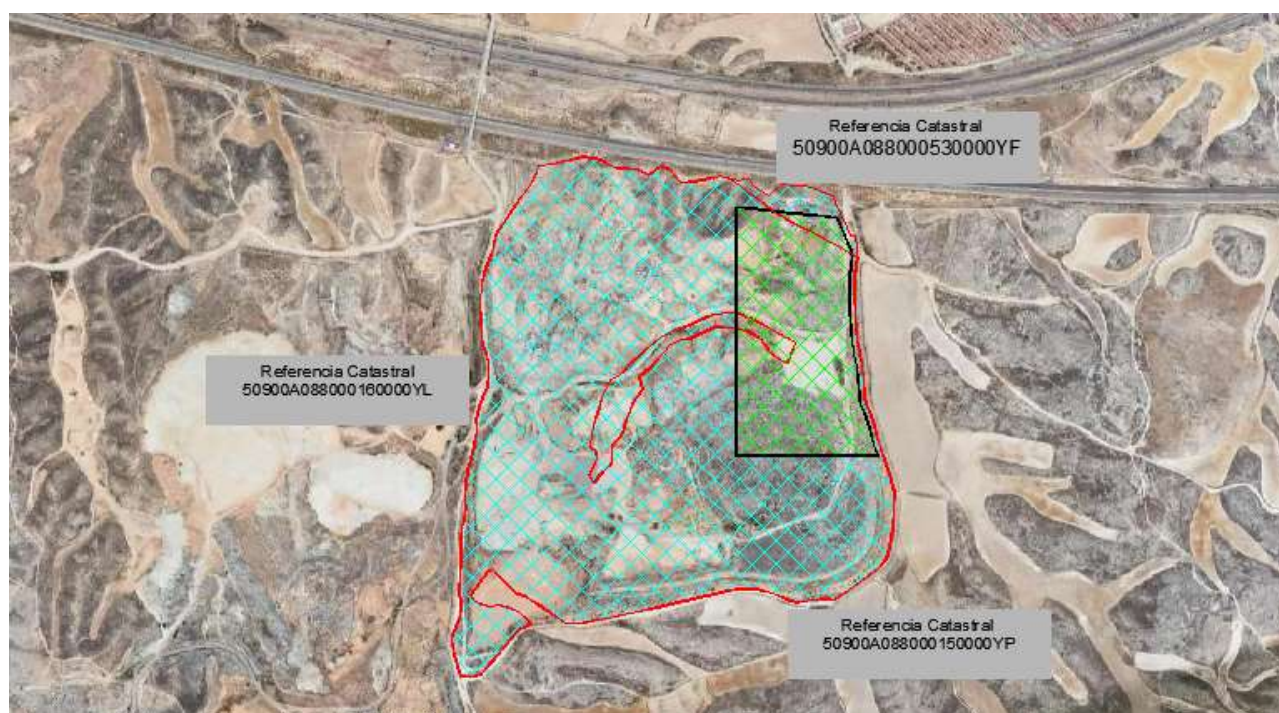 Referencia Catastral
50900A088000530000YF
Referencia Catastral
50900A088000160000YL
Referencia Catastral
50900A088000150000YP